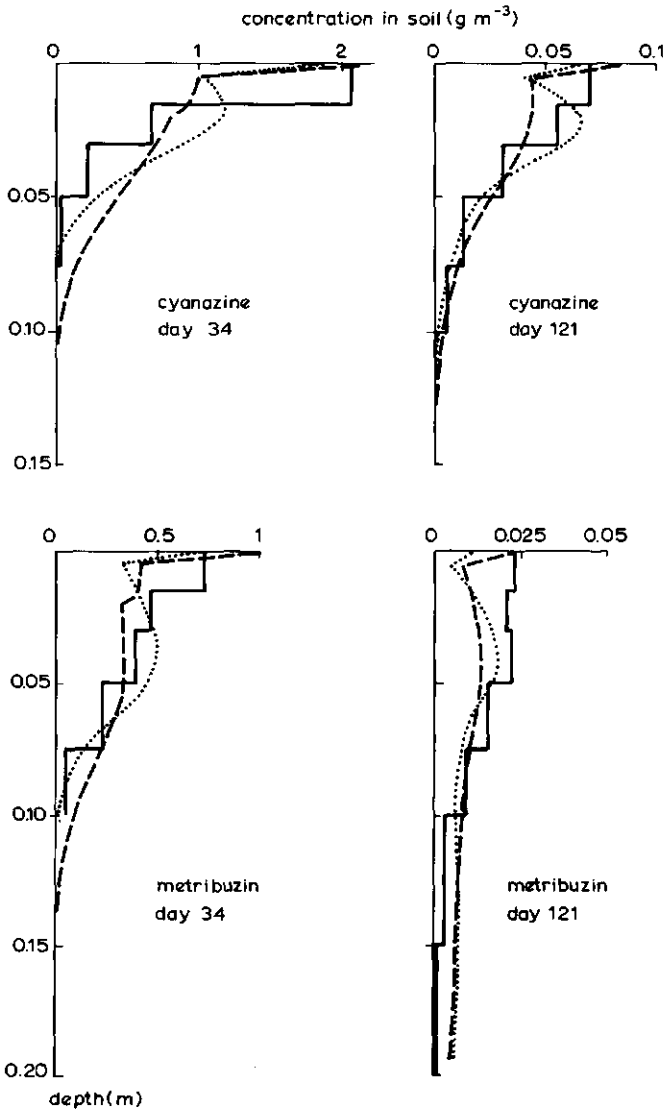 concentration in soil (g m⁻³)
0 1 2 0 0.05 0.1
0.05
0.10
0.15
cyanazine
day 34
cyanazine
day 121
0 0.5 1 0 0.025 0.05
0.05
0.10
0.15
0.20
metribuzin
day 34
metribuzin
day 121
depth(m)